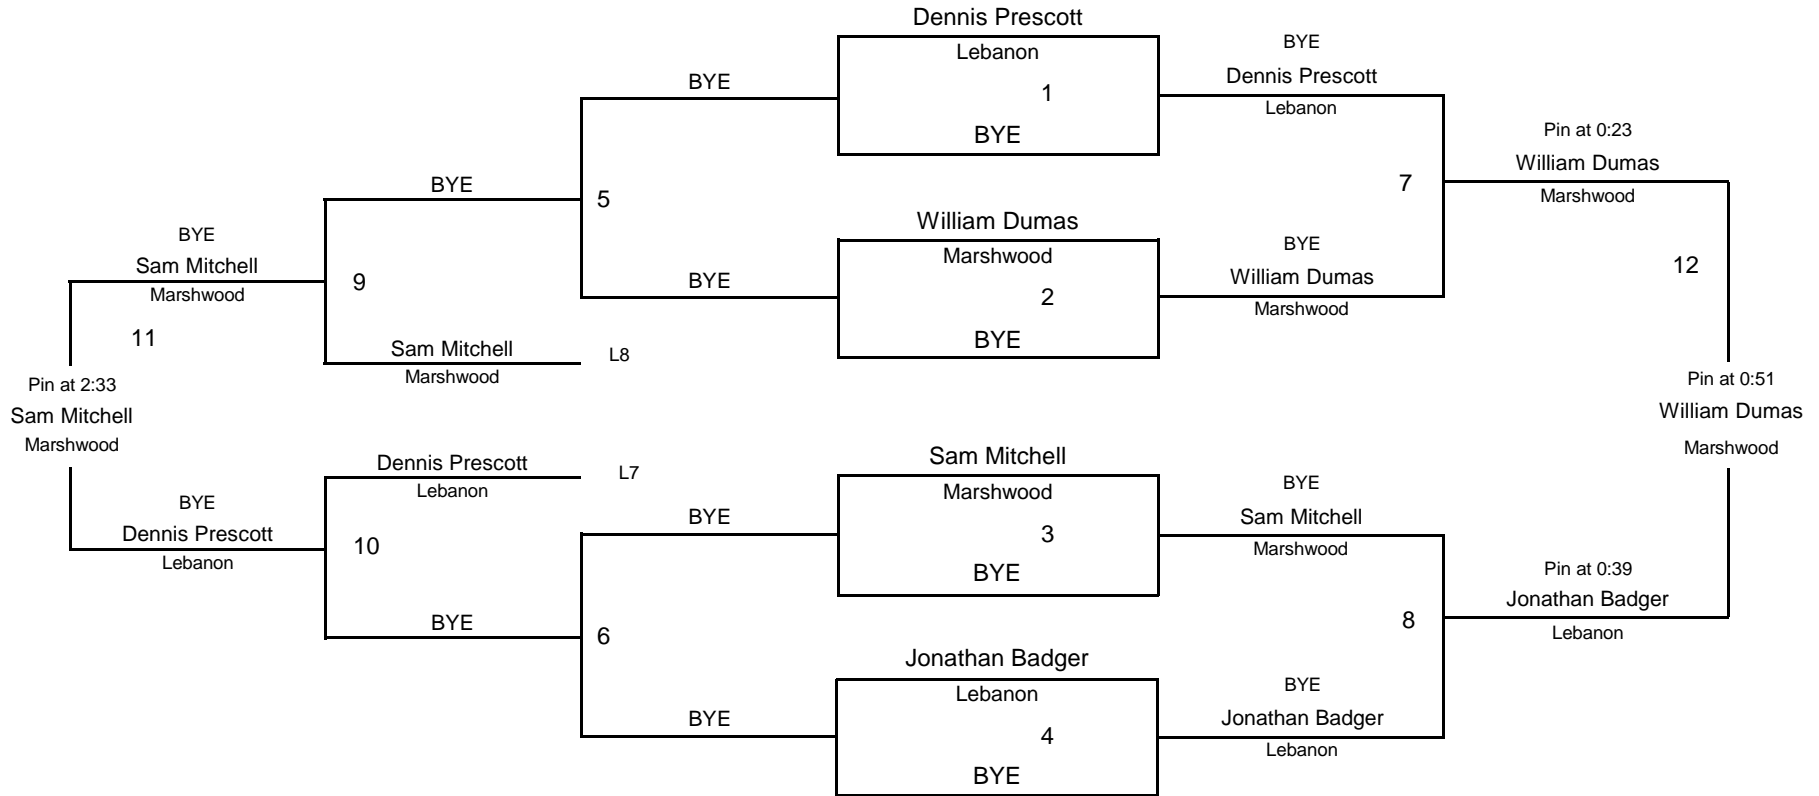 Dennis Prescott
Lebanon
1
BYE
BYE
Dennis Prescott
Lebanon
BYE
5
BYE
BYE
7
Pin at 0:23
William Dumas
Marshwood
William Dumas
Marshwood
2
BYE
BYE
William Dumas
Marshwood
12
BYE
Sam Mitchell
Marshwood
9
11
Sam Mitchell
Marshwood
L8
Pin at 2:33
Sam Mitchell
Marshwood
Pin at 0:51
William Dumas
Marshwood
Dennis Prescott
Lebanon
L7
BYE
Dennis Prescott
Lebanon
10
BYE
6
BYE
BYE
Sam Mitchell
Marshwood
3
BYE
BYE
Sam Mitchell
Marshwood
8
Pin at 0:39
Jonathan Badger
Lebanon
Jonathan Badger
Lebanon
4
BYE
BYE
Jonathan Badger
Lebanon